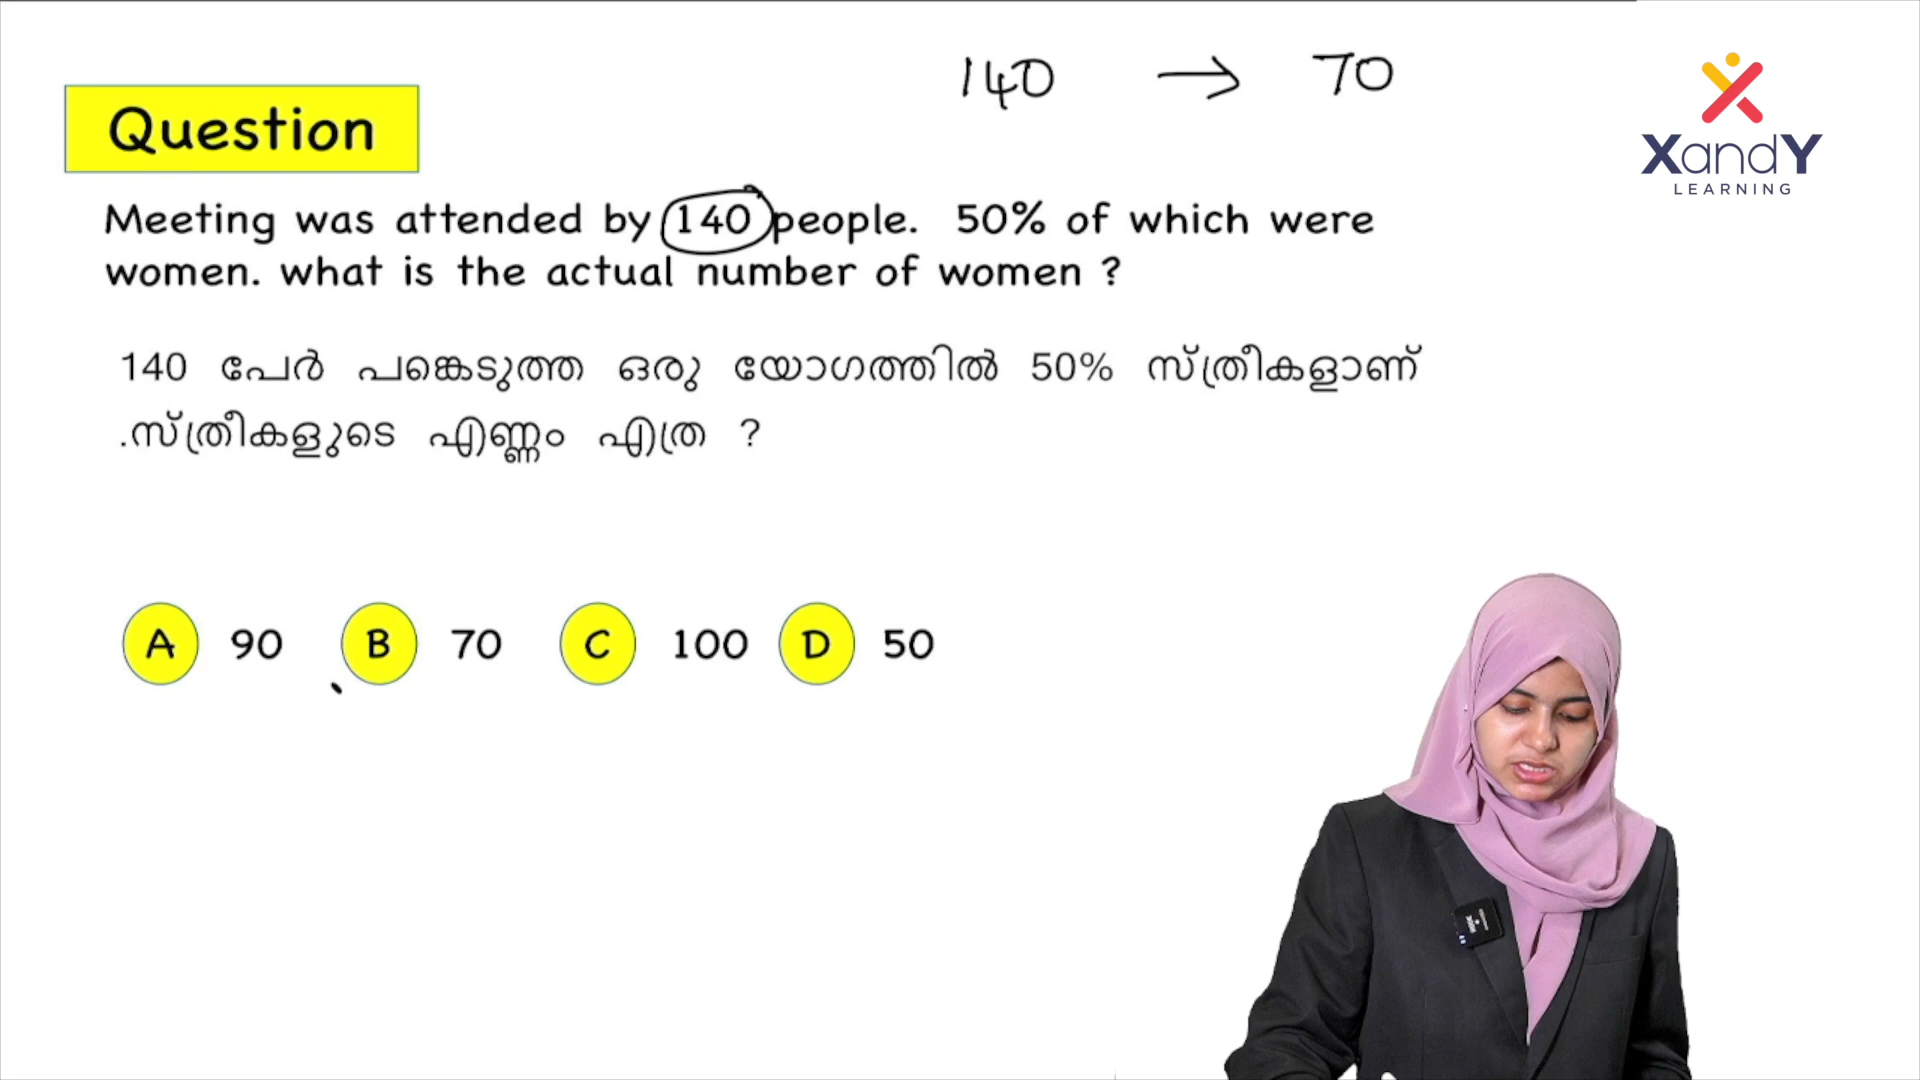 140 → 70
XandY
LEARNING
Question
Meeting was attended by 140 people. 50% of which were
women. what is the actual number of women ?
140 പേർ പങ്കെടുത്ത ഒരു യോഗത്തിൽ 50% സ്ത്രീകളാണ്
.സ്ത്രീകളുടെ എണ്ണം എത്ര ?
A 90 B 70 C 100 D 50